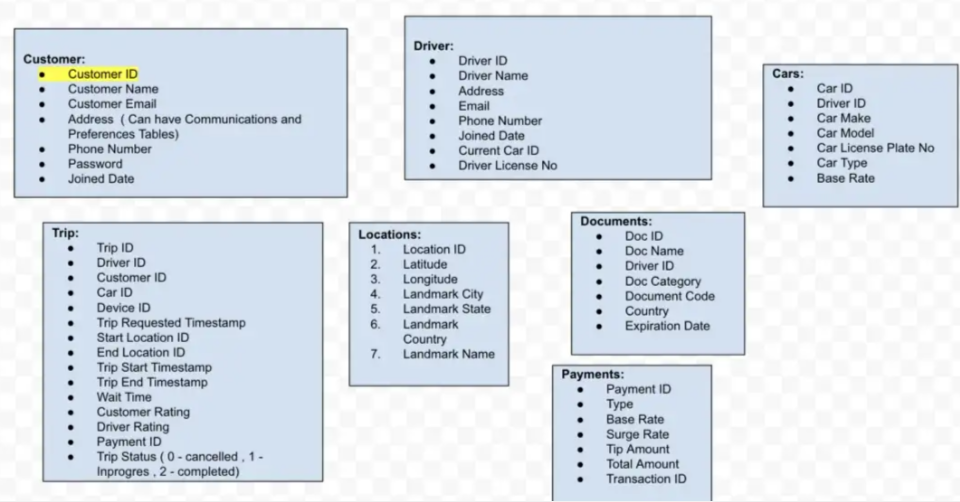 Customer:
Customer ID
Customer Name
Customer Email
Address ( Can have Communications and
Preferences Tables)
Phone Number
Password
Joined Date
Driver:
Driver ID
Driver Name
Address
Email
Phone Number
Joined Date
Current Car ID
Driver License No
Cars:
Car ID
Driver ID
Car Make
Car Model
Car License Plate No
Car Type
Base Rate
Trip:
Trip ID
Driver ID
Customer ID
Car ID
Device ID
Trip Requested Timestamp
Start Location ID
End Location ID
Trip Start Timestamp
Trip End Timestamp
Wait Time
Customer Rating
Driver Rating
Payment ID
Trip Status ( 0 - cancelled , 1 -
Inprogres , 2 - completed)
Locations:
1. Location ID
2. Latitude
3. Longitude
4. Landmark City
5. Landmark State
6. Landmark
Country
7. Landmark Name
Documents:
Doc ID
Doc Name
Driver ID
Doc Category
Document Code
Country
Expiration Date
Payments:
Payment ID
Type
Base Rate
Surge Rate
Tip Amount
Total Amount
Transaction ID